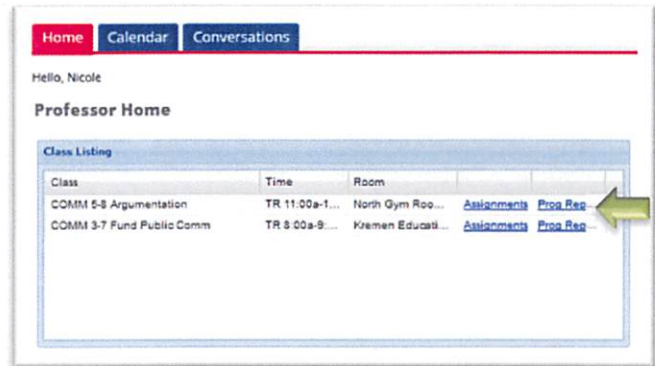 Home Calendar Conversations
Hello, Nicole
Professor Home
Class Listing
Class Time Room
COMM 5-8 Argumentation TR 11:00a-1... North Gym Roo... Assignments Prog Rep...
COMM 3-7 Fund Public Comm TR 8:00a-9:... Kremen Educati... Assignments Prog Rep...